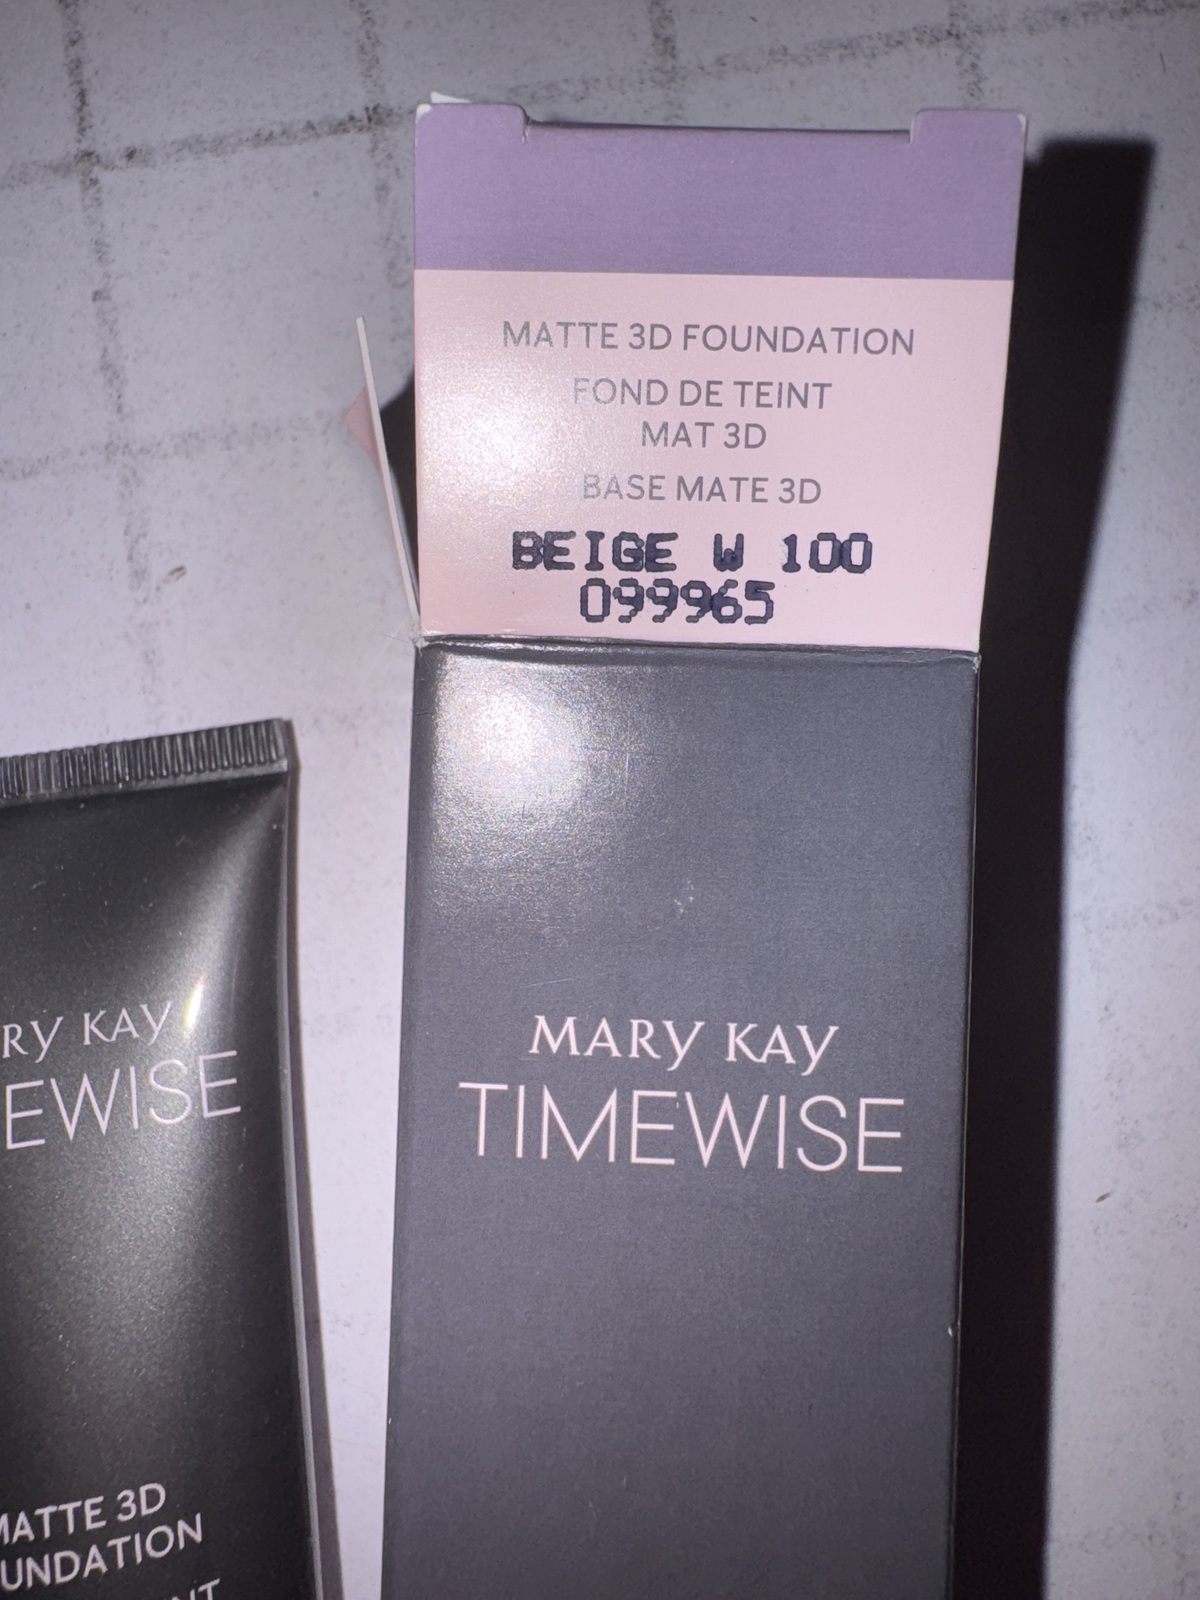 MATTE 3D FOUNDATION
FOND DE TEINT
MAT 3D
BASE MATE 3D
BEIGE W 100
099965
MARY KAY
TIMEWISE
RY KAY
EWISE
MATTE 3D
UNDATION
NT